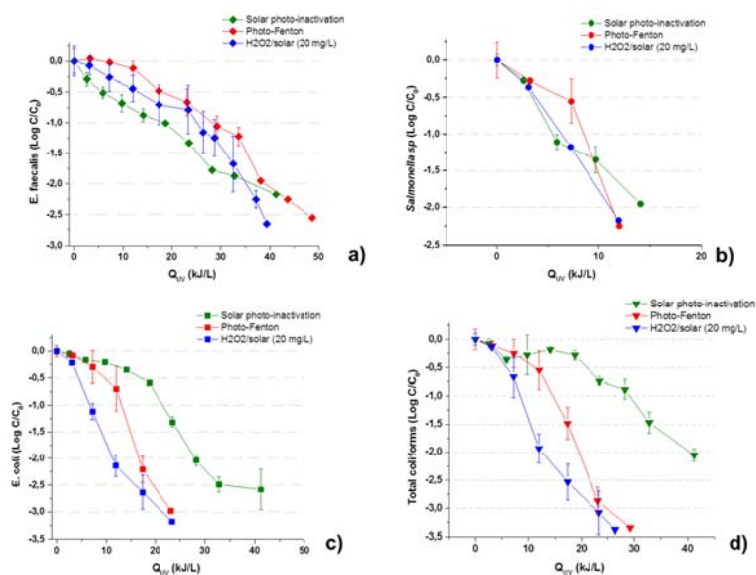 Solar photo-inactivation
Photo-Fenton
H2O2/solar (20 mg/L)
E. faecalis (Log C/C0)
0,0
-0,5
-1,0
-1,5
-2,0
-2,5
-3,0
0 10 20 30 40 50
QUV (kJ/L)
a)
Solar photo-inactivation
Photo-Fenton
H2O2/solar (20 mg/L)
Salmonella sp (Log C/C0)
0,0
-0,5
-1,0
-1,5
-2,0
-2,5
0 10 20
QUV (kJ/L)
b)
Solar photo-inactivation
Photo-Fenton
H2O2/solar (20 mg/L)
E. coli (Log C/C0)
0,0
-0,5
-1,0
-1,5
-2,0
-2,5
-3,0
-3,5
0 10 20 30 40 50
QUV (kJ/L)
c)
Solar photo-inactivation
Photo-Fenton
H2O2/solar (20 mg/L)
Total coliforms (Log C/C0)
0,0
-0,5
-1,0
-1,5
-2,0
-2,5
-3,0
-3,5
0 10 20 30 40
QUV (kJ/L)
d)